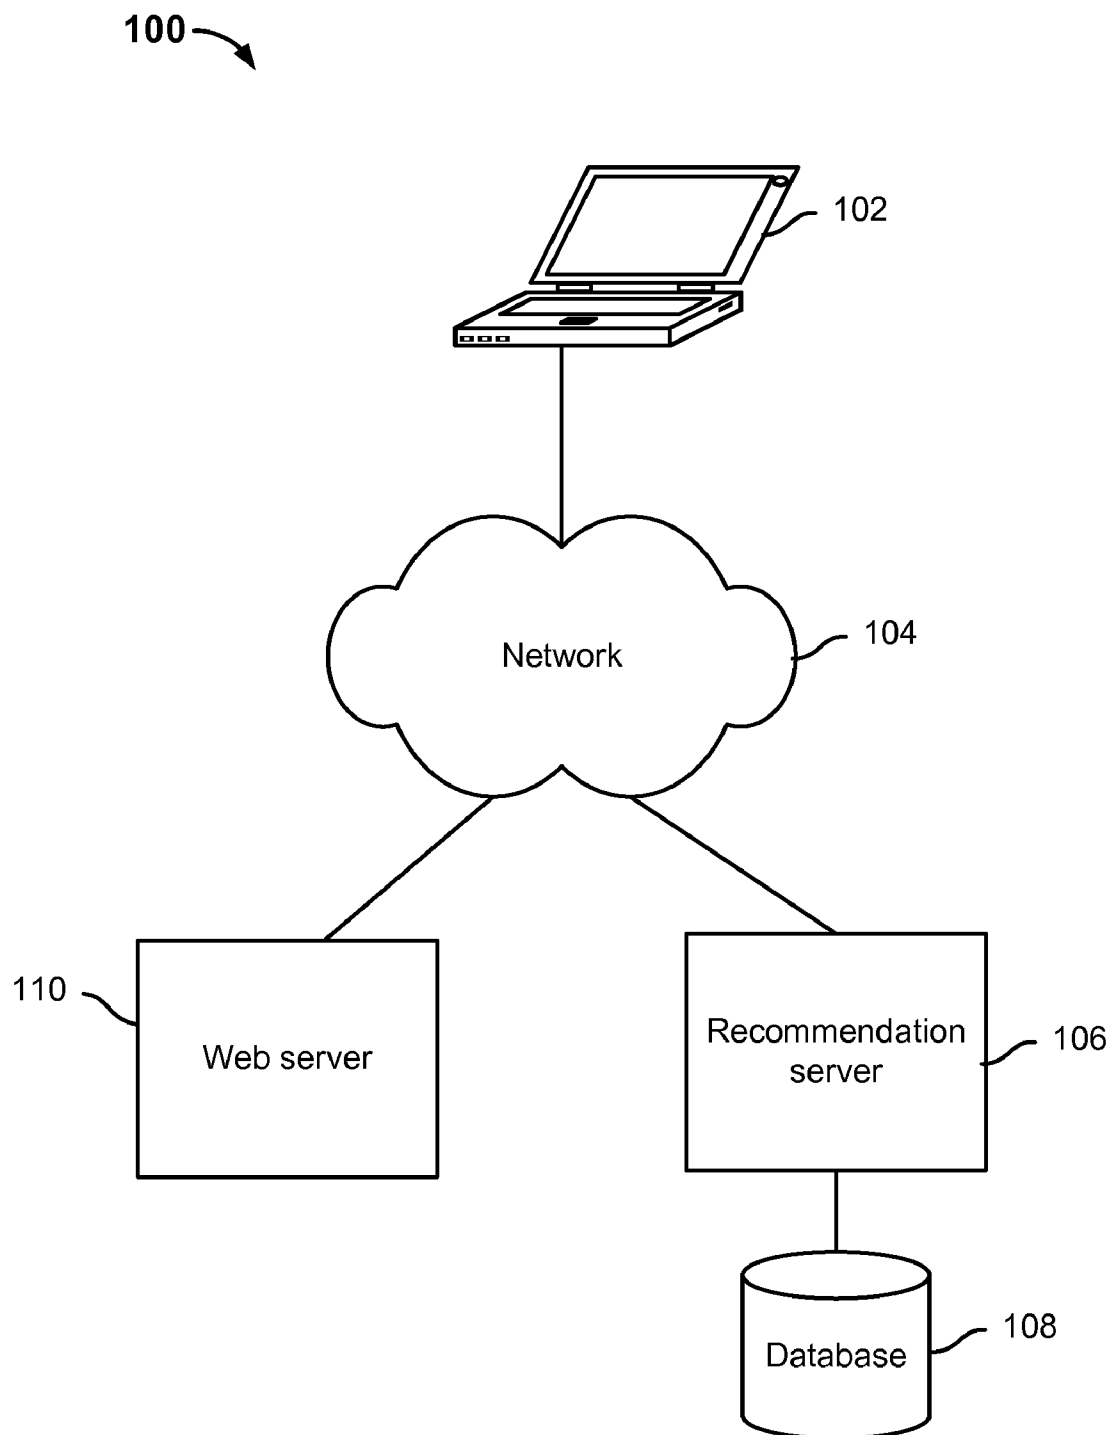 100
102
104
Network
110
Web server
Recommendation
server
106
108
Database